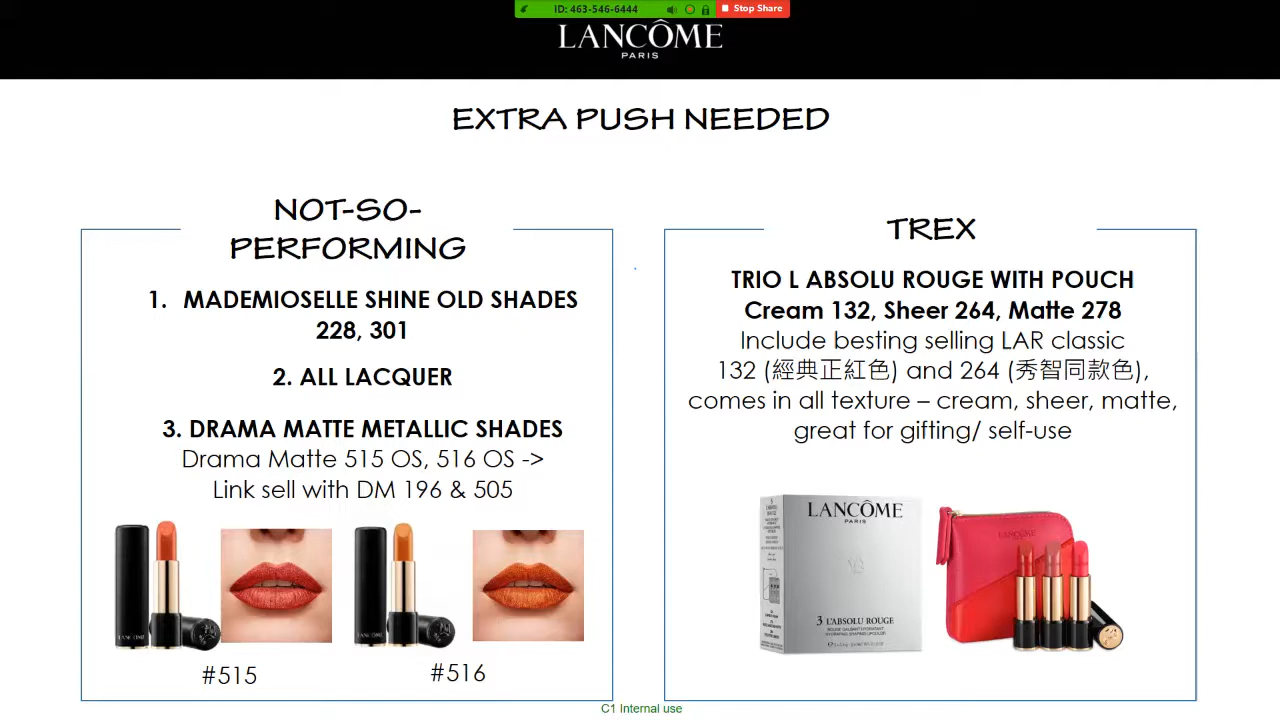 ID: 463-546-6444
Stop Share
LANCÔME
PARIS
EXTRA PUSH NEEDED
NOT-SO-
PERFORMING
1. MADEMIOSELLE SHINE OLD SHADES
228, 301
2. ALL LACQUER
3. DRAMA MATTE METALLIC SHADES
Drama Matte 515 OS, 516 OS ->
Link sell with DM 196 & 505
LANCÔME
LANCÔME
#515
#516
TREX
TRIO L ABSOLU ROUGE WITH POUCH
Cream 132, Sheer 264, Matte 278
Include besting selling LAR classic
132 (經典正紅色) and 264 (秀智同款色),
comes in all texture – cream, sheer, matte,
great for gifting/ self-use
LANCÔME
PARIS
3 L'ABSOLU ROUGE
LANCÔME
C1 Internal use